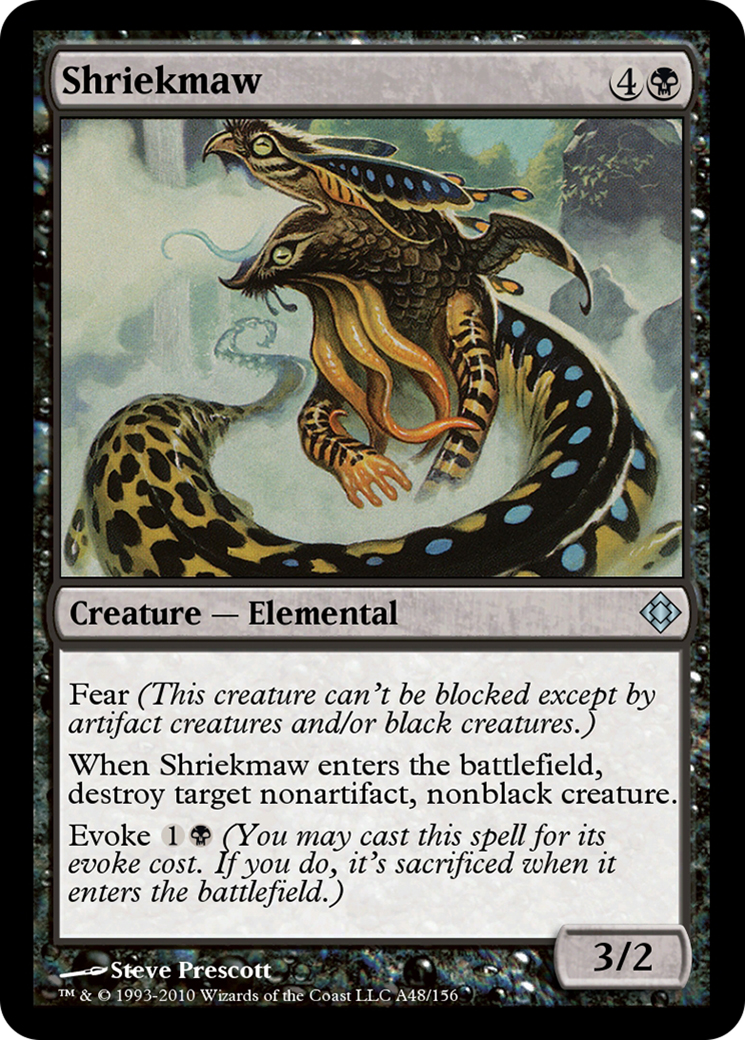 Shriekmaw 4
Creature — Elemental
Fear (This creature can't be blocked except by
artifact creatures and/or black creatures.)
When Shriekmaw enters the battlefield,
destroy target nonartifact, nonblack creature.
Evoke 1 (You may cast this spell for its
evoke cost. If you do, it's sacrificed when it
enters the battlefield.)
3/2
Steve Prescott
™ & © 1993-2010 Wizards of the Coast LLC A48/156